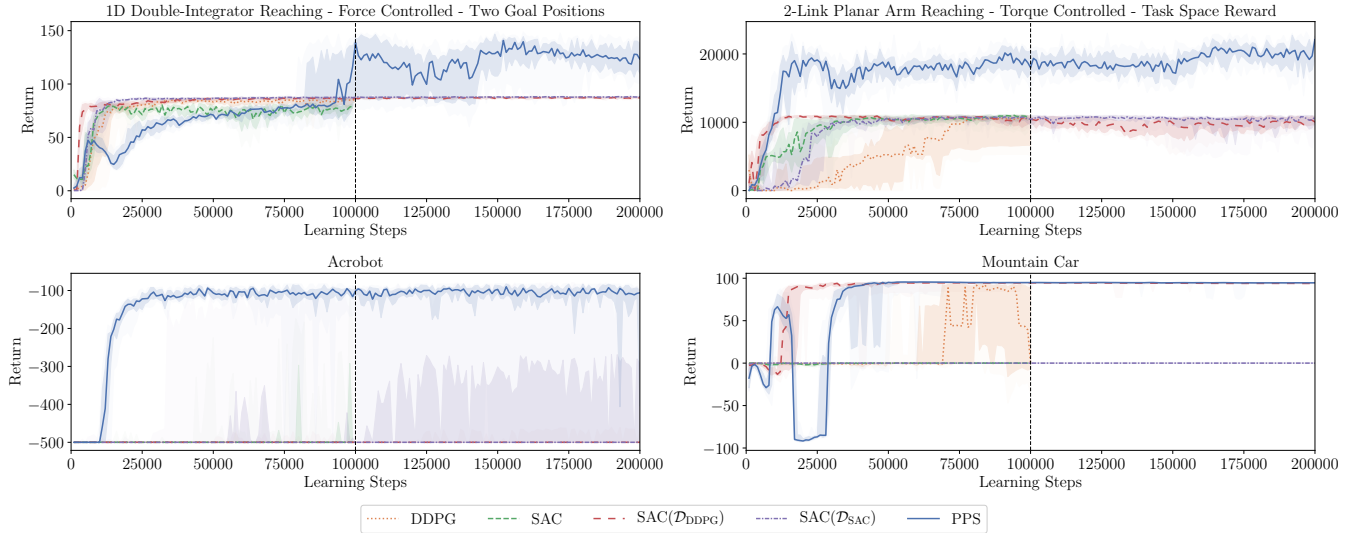 1D Double-Integrator Reaching - Force Controlled - Two Goal Positions
150
100
50
0
Return
0 25000 50000 75000 100000 125000 150000 175000 200000
Learning Steps
2-Link Planar Arm Reaching - Torque Controlled - Task Space Reward
20000
10000
0
Return
0 25000 50000 75000 100000 125000 150000 175000 200000
Learning Steps
Acrobot
−100
−200
−300
−400
−500
Return
0 25000 50000 75000 100000 125000 150000 175000 200000
Learning Steps
Mountain Car
100
50
0
−50
−100
Return
0 25000 50000 75000 100000 125000 150000 175000 200000
Learning Steps
DDPG SAC SAC(𝒟DDPG) SAC(𝒟SAC) PPS